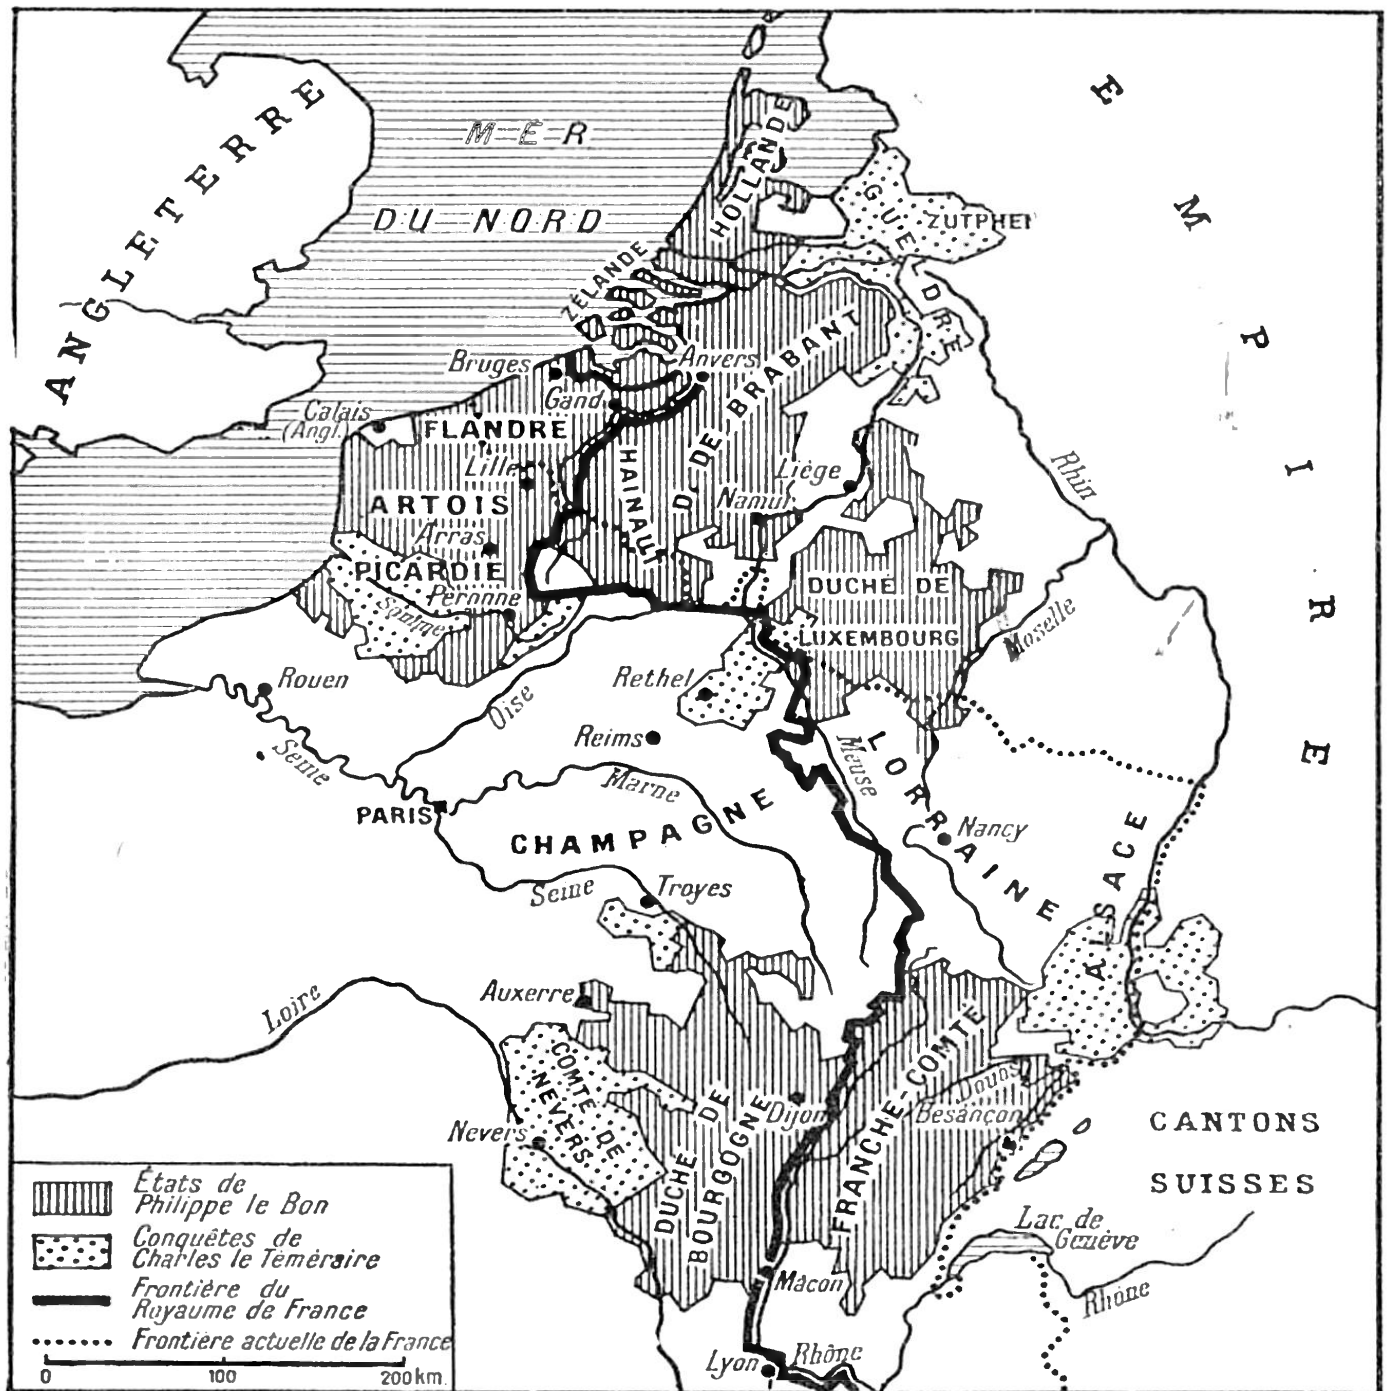 ANGLETERRE
MER
DU NORD
EMPIRE
HOLLANDE
GUELDRE
ZÉLANDE
Bruges
Anvers
Gand
D. DE BRABANT
Calais
(Angl.
FLANDRE
Lille
HAINAUT
Liège
Namur
Rhin
ARTOIS
Arras
PICARDIE
Péronne
Somme
DUCHÉ DE
LUXEMBOURG
Moselle
Rouen
Oise
Rethel
Reims
Seine
Marne
Meuse
LORRAINE
PARIS
CHAMPAGNE
Nancy
ALSACE
Seine
Troyes
Auxerre
Loire
COMTÉ DE
NEVERS
Nevers
DUCHÉ DE
BOURGOGNE
Dijon
FRANCHE-COMTÉ
Doubs
Besançon
CANTONS
SUISSES
Lac de
Genève
Rhône
Mâcon
Lyon
Rhône
États de
Philippe le Bon
Conquêtes de
Charles le Téméraire
Frontière du
Royaume de France
Frontière actuelle de la France
0 100 200 km.